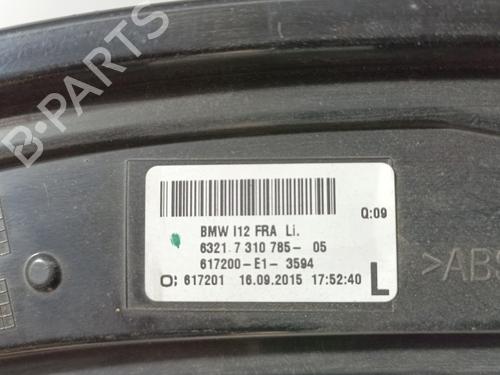 B-PARTS
Q:09
BMW I12 FRA Li.
6321 7 310 785- 05
617200-E1- 3594
O: 617201 16.09.2015 17:52:40 L
>ABS